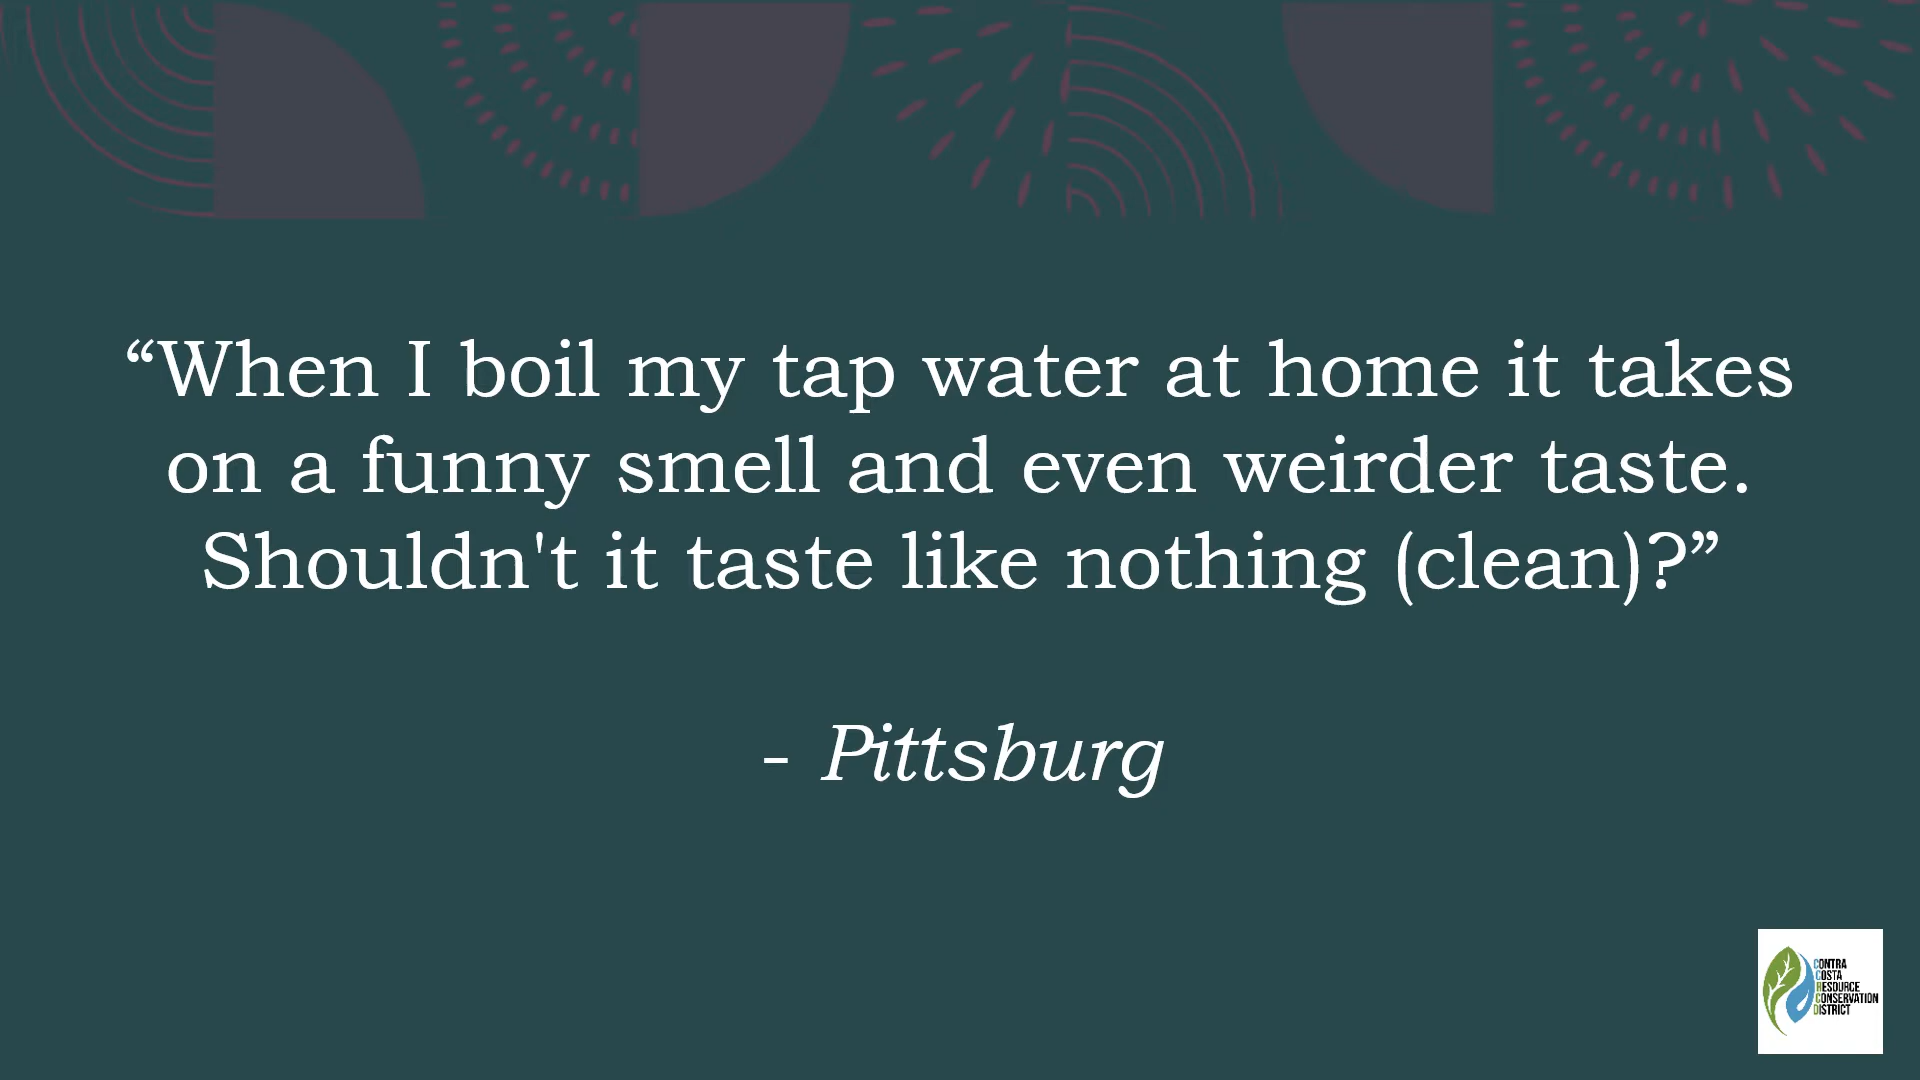 “When I boil my tap water at home it takes
on a funny smell and even weirder taste.
Shouldn't it taste like nothing (clean)?”
- Pittsburg
CONTRA
COSTA
RESOURCE
CONSERVATION
DISTRICT